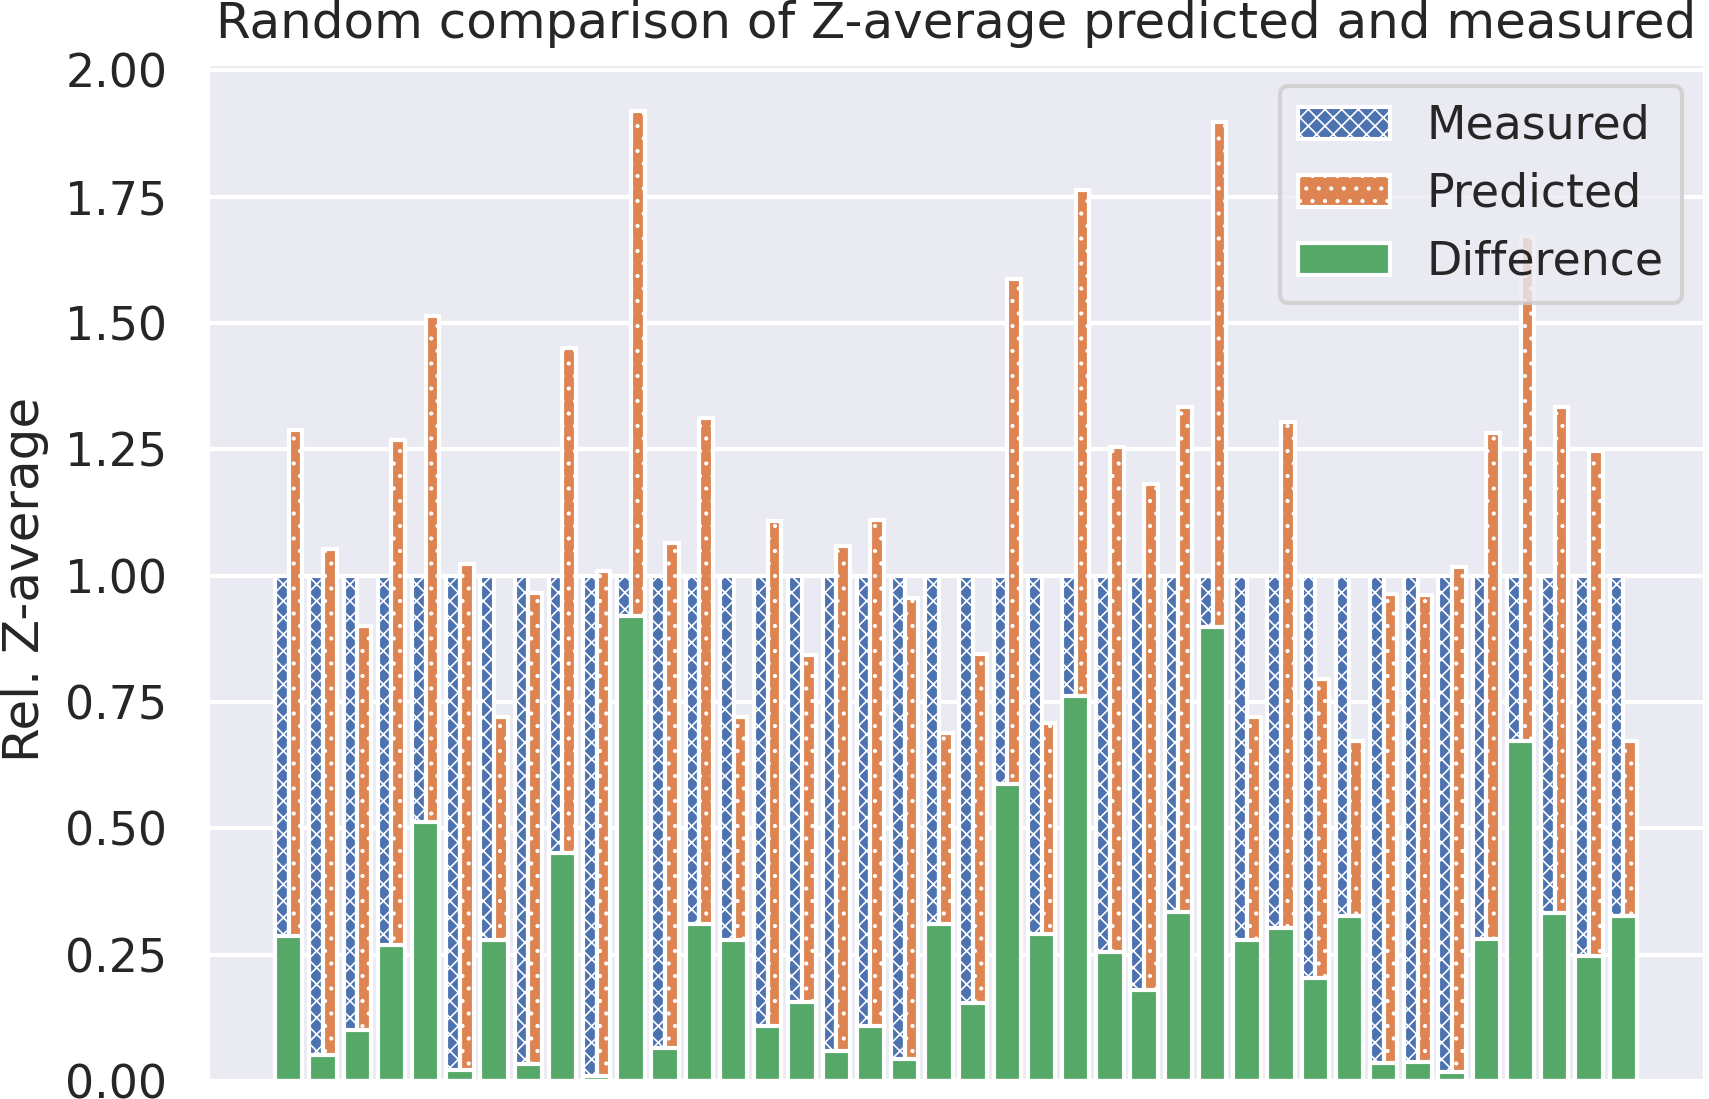 Random comparison of Z-average predicted and measured
2.00
1.75
1.50
1.25
1.00
0.75
0.50
0.25
0.00
Rel. Z-average
Measured
Predicted
Difference